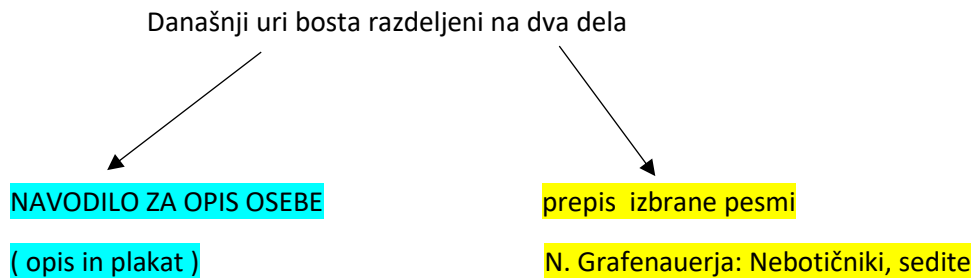 Današnji uri bosta razdeljeni na dva dela
NAVODILO ZA OPIS OSEBE
( opis in plakat )
prepis izbrane pesmi
N. Grafenauerja: Nebotičniki, sedite